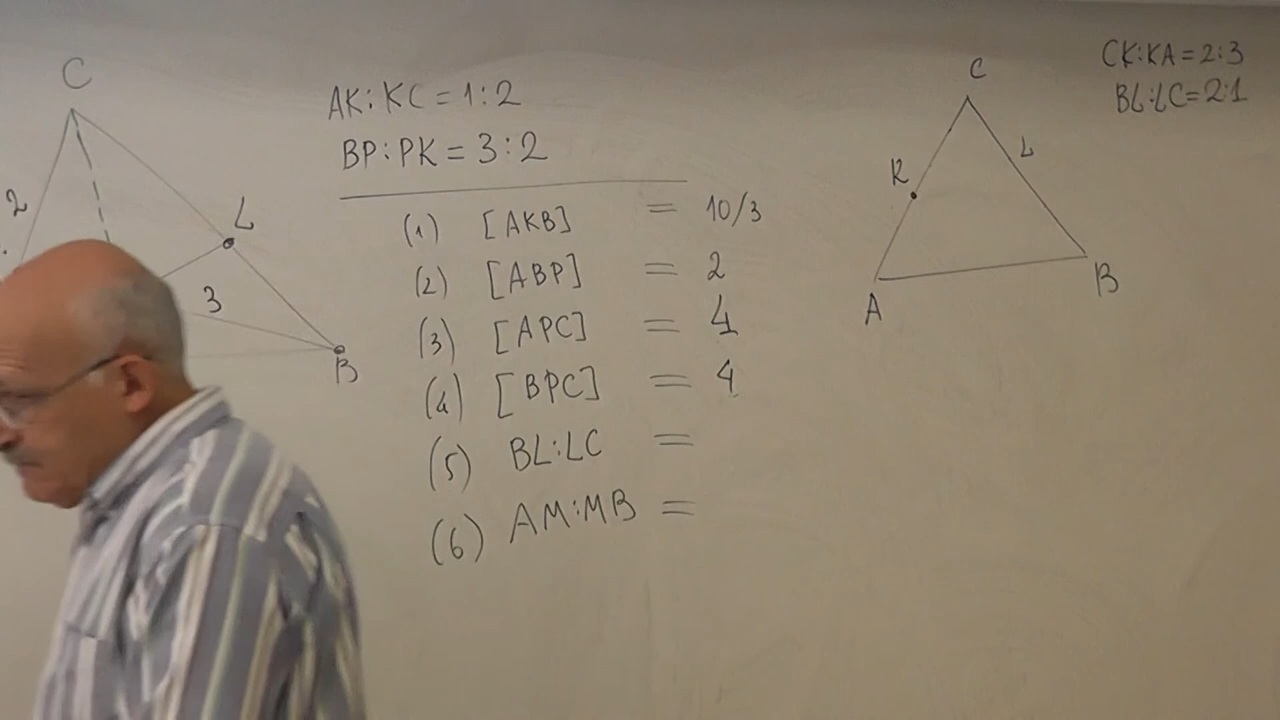 C
2
L
3
B
AK:KC=1:2
BP:PK=3:2
(1) [AKB] = 10/3
(2) [ABP] = 2
(3) [APC] = 4
(4) [BPC] = 4
(5) BL:LC =
(6) AM:MB =
C
K
L
A
B
CK:KA=2:3
BL:LC=2:1